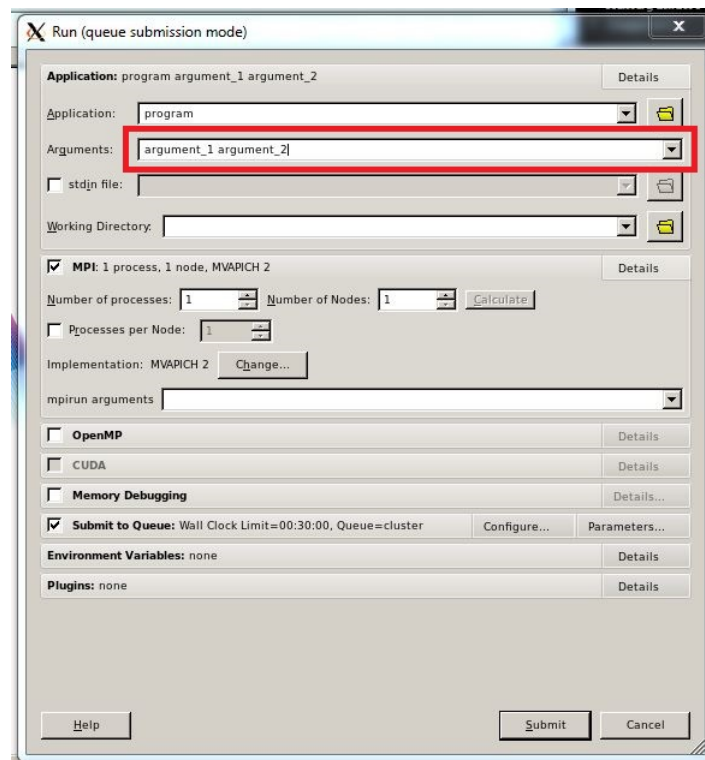 Run (queue submission mode)
Application: program argument_1 argument_2 Details
Application: program
Arguments: argument_1 argument_2
stdin file:
Working Directory:
MPI: 1 process, 1 node, MVAPICH 2 Details
Number of processes: 1 Number of Nodes: 1 Calculate
Processes per Node: 1
Implementation: MVAPICH 2 Change...
mpirun arguments
OpenMP Details
CUDA Details
Memory Debugging Details...
Submit to Queue: Wall Clock Limit=00:30:00, Queue=cluster Configure... Parameters...
Environment Variables: none Details
Plugins: none Details
Help Submit Cancel